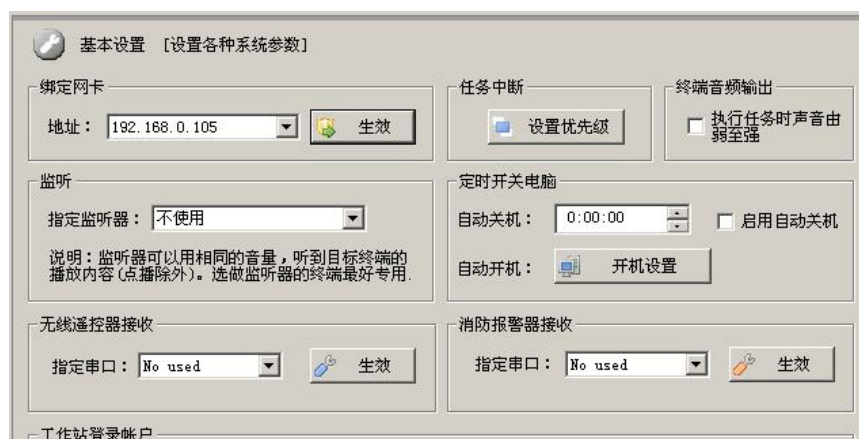 基本设置 [设置各种系统参数]
绑定网卡
地址： 192.168.0.105 生效
任务中断
设置优先级
终端音频输出
执行任务时声音由
弱至强
监听
指定监听器： 不使用
说明：监听器可以用相同的音量，听到目标终端的
播放内容(点播除外)。选做监听器的终端最好专用.
定时开关电脑
自动关机： 0:00:00 启用自动关机
自动开机： 开机设置
无线遥控器接收
指定串口： No used 生效
消防报警器接收
指定串口： No used 生效
工作站登录帐户